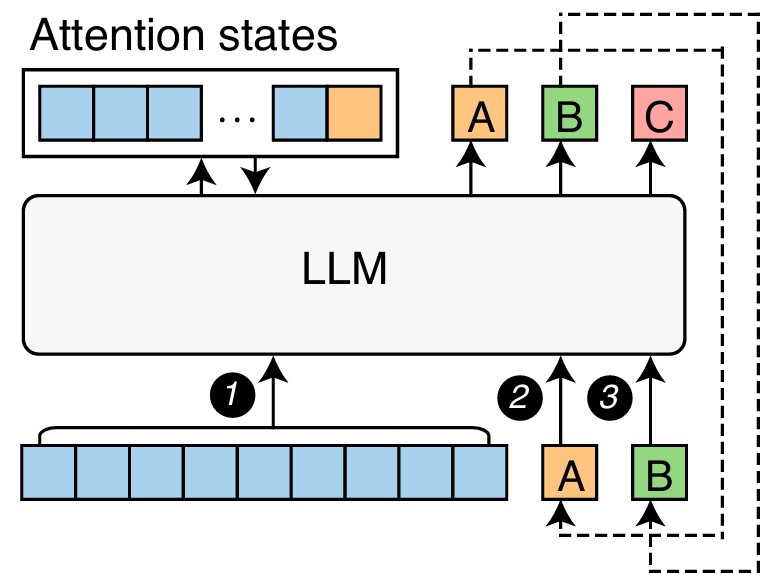 Attention states
...
A B C
LLM
1 2 3
A B